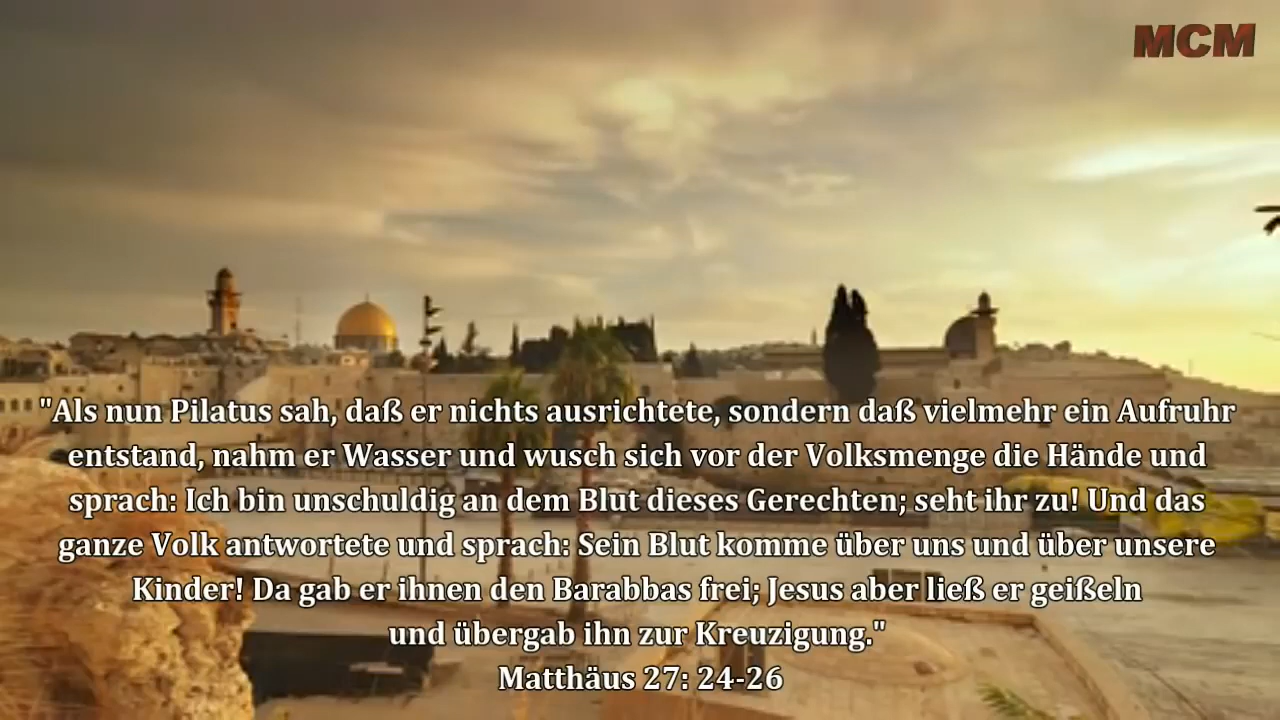 MCM
"Als nun Pilatus sah, daß er nichts ausrichtete, sondern daß vielmehr ein Aufruhr
entstand, nahm er Wasser und wusch sich vor der Volksmenge die Hände und
sprach: Ich bin unschuldig an dem Blut dieses Gerechten; seht ihr zu! Und das
ganze Volk antwortete und sprach: Sein Blut komme über uns und über unsere
Kinder! Da gab er ihnen den Barabbas frei; Jesus aber ließ er geißeln
und übergab ihn zur Kreuzigung."
Matthäus 27: 24-26